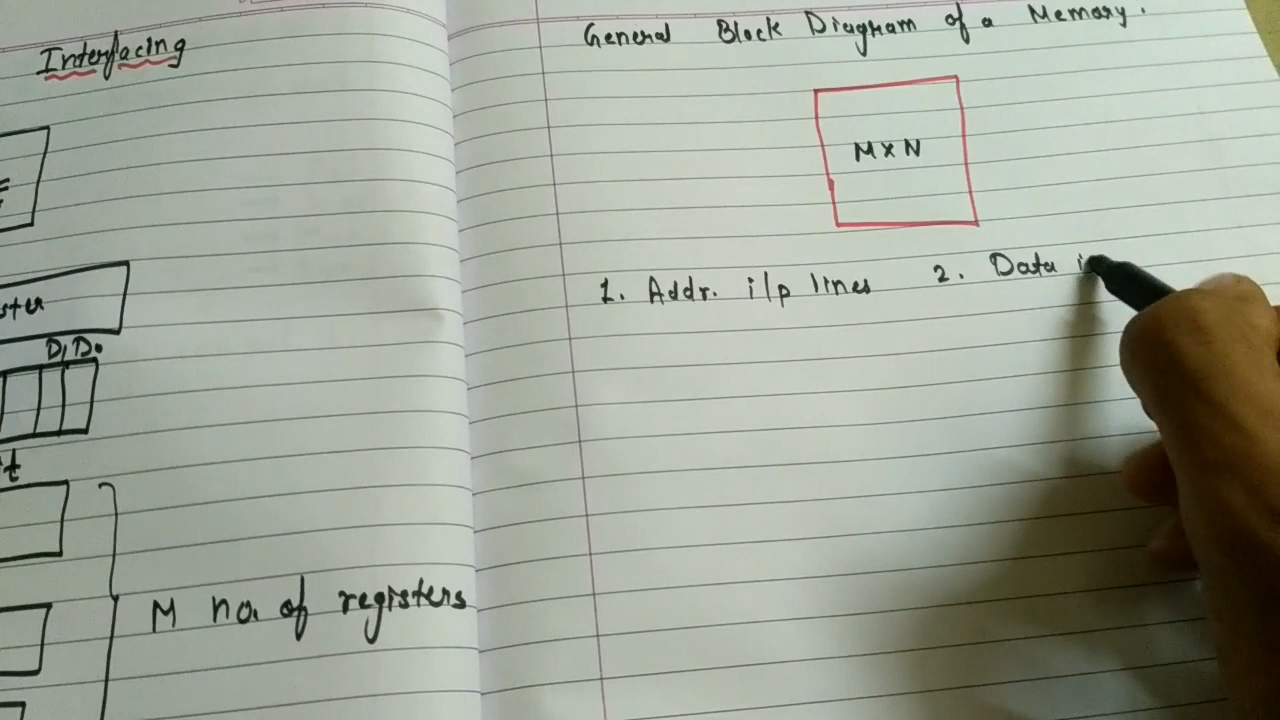 Interfacing
D1 D0
M no. of registers
General Block Diagram of a Memory.
M x N
1. Addr. i/p lines 2. Data i